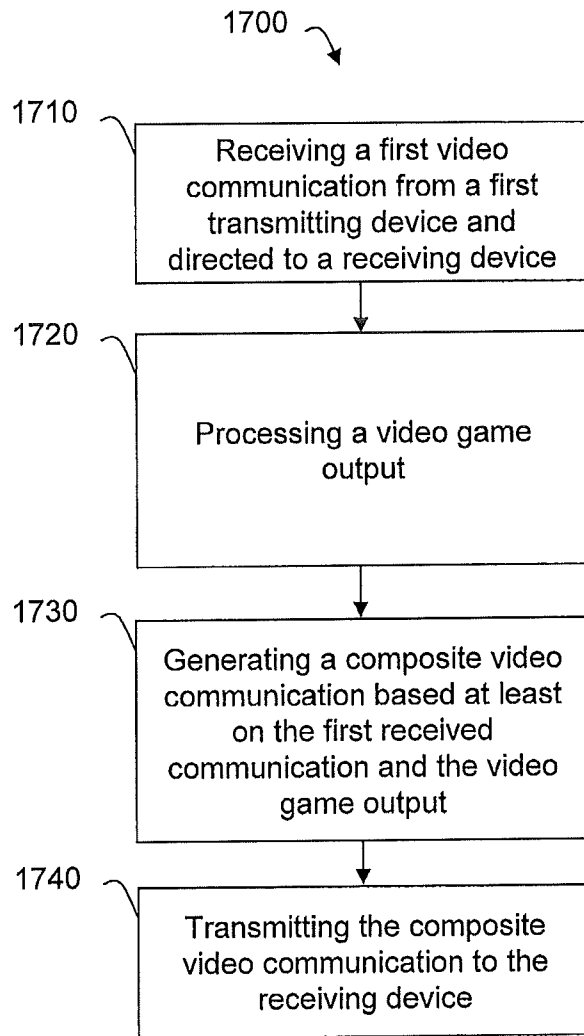 1700
1710
Receiving a first video
communication from a first
transmitting device and
directed to a receiving device
1720
Processing a video game
output
1730
Generating a composite video
communication based at least
on the first received
communication and the video
game output
1740
Transmitting the composite
video communication to the
receiving device